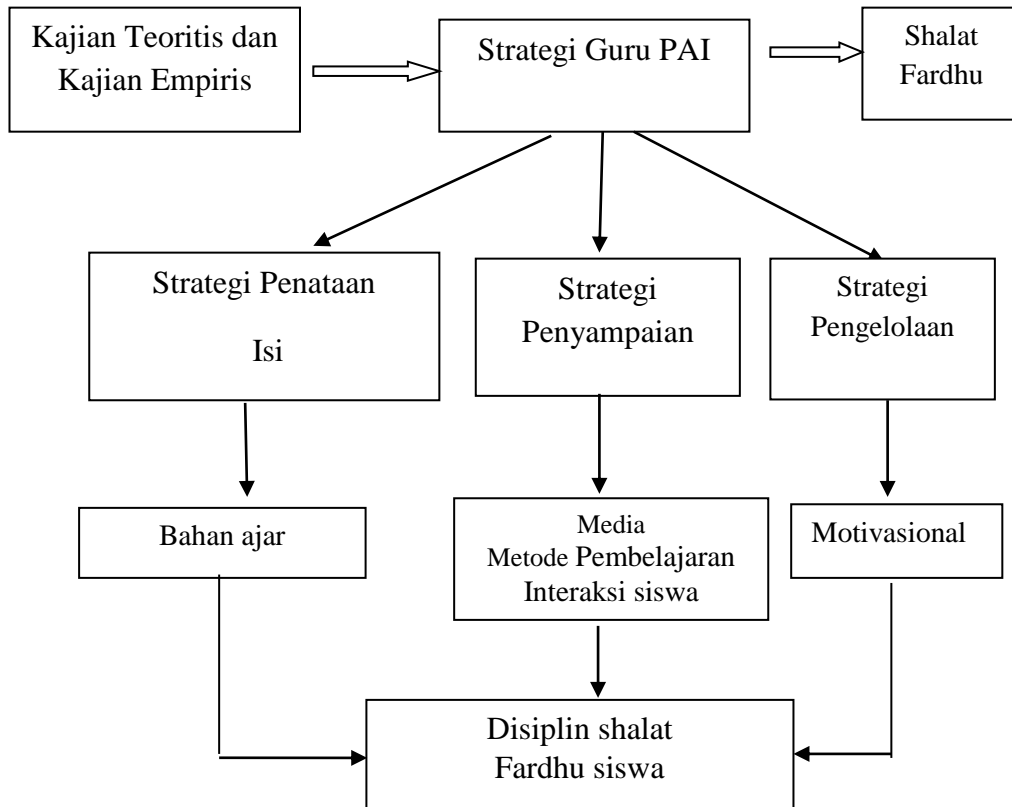 Kajian Teoritis dan
Kajian Empiris
Strategi Guru PAI
Shalat
Fardhu
Strategi Penataan
Isi
Strategi
Penyampaian
Strategi
Pengelolaan
Bahan ajar
Media
Metode Pembelajaran
Interaksi siswa
Motivasional
Disiplin shalat
Fardhu siswa